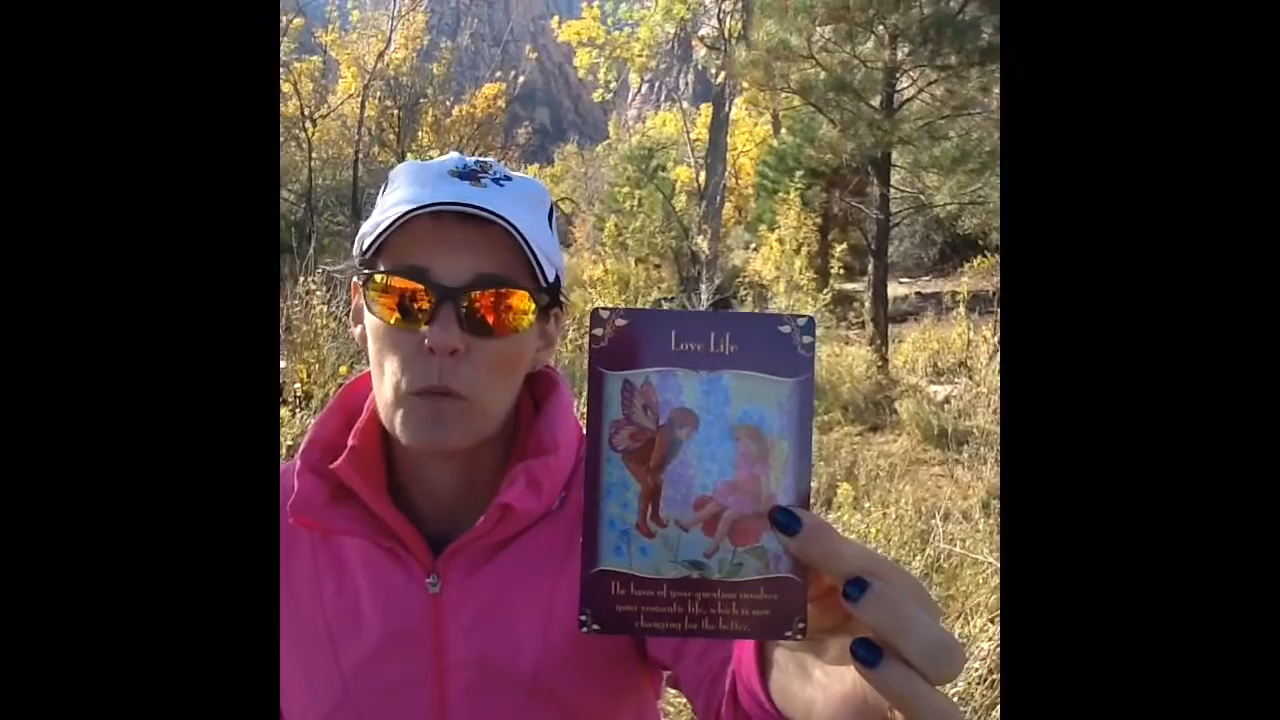 Love Life
The basis of your question involves
your romantic life, which is now
changing for the better.